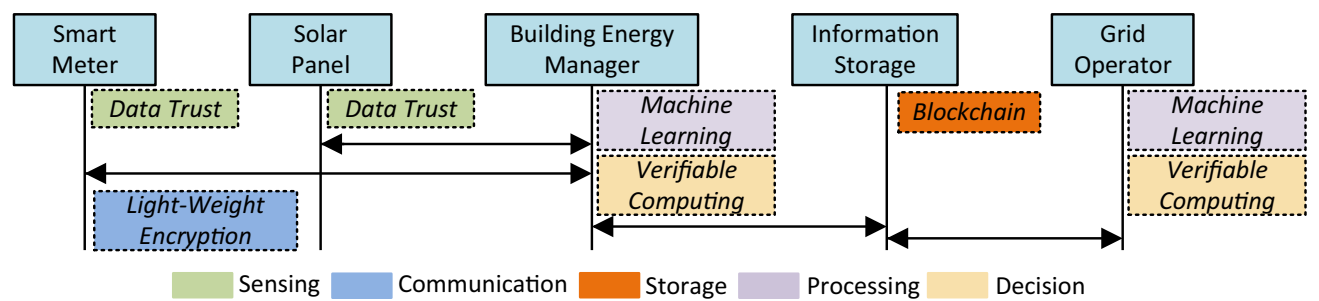 Smart
Meter
Solar
Panel
Building Energy
Manager
Information
Storage
Grid
Operator
Data Trust
Data Trust
Machine
Learning
Blockchain
Machine
Learning
Verifiable
Computing
Verifiable
Computing
Light-Weight
Encryption
Sensing
Communication
Storage
Processing
Decision